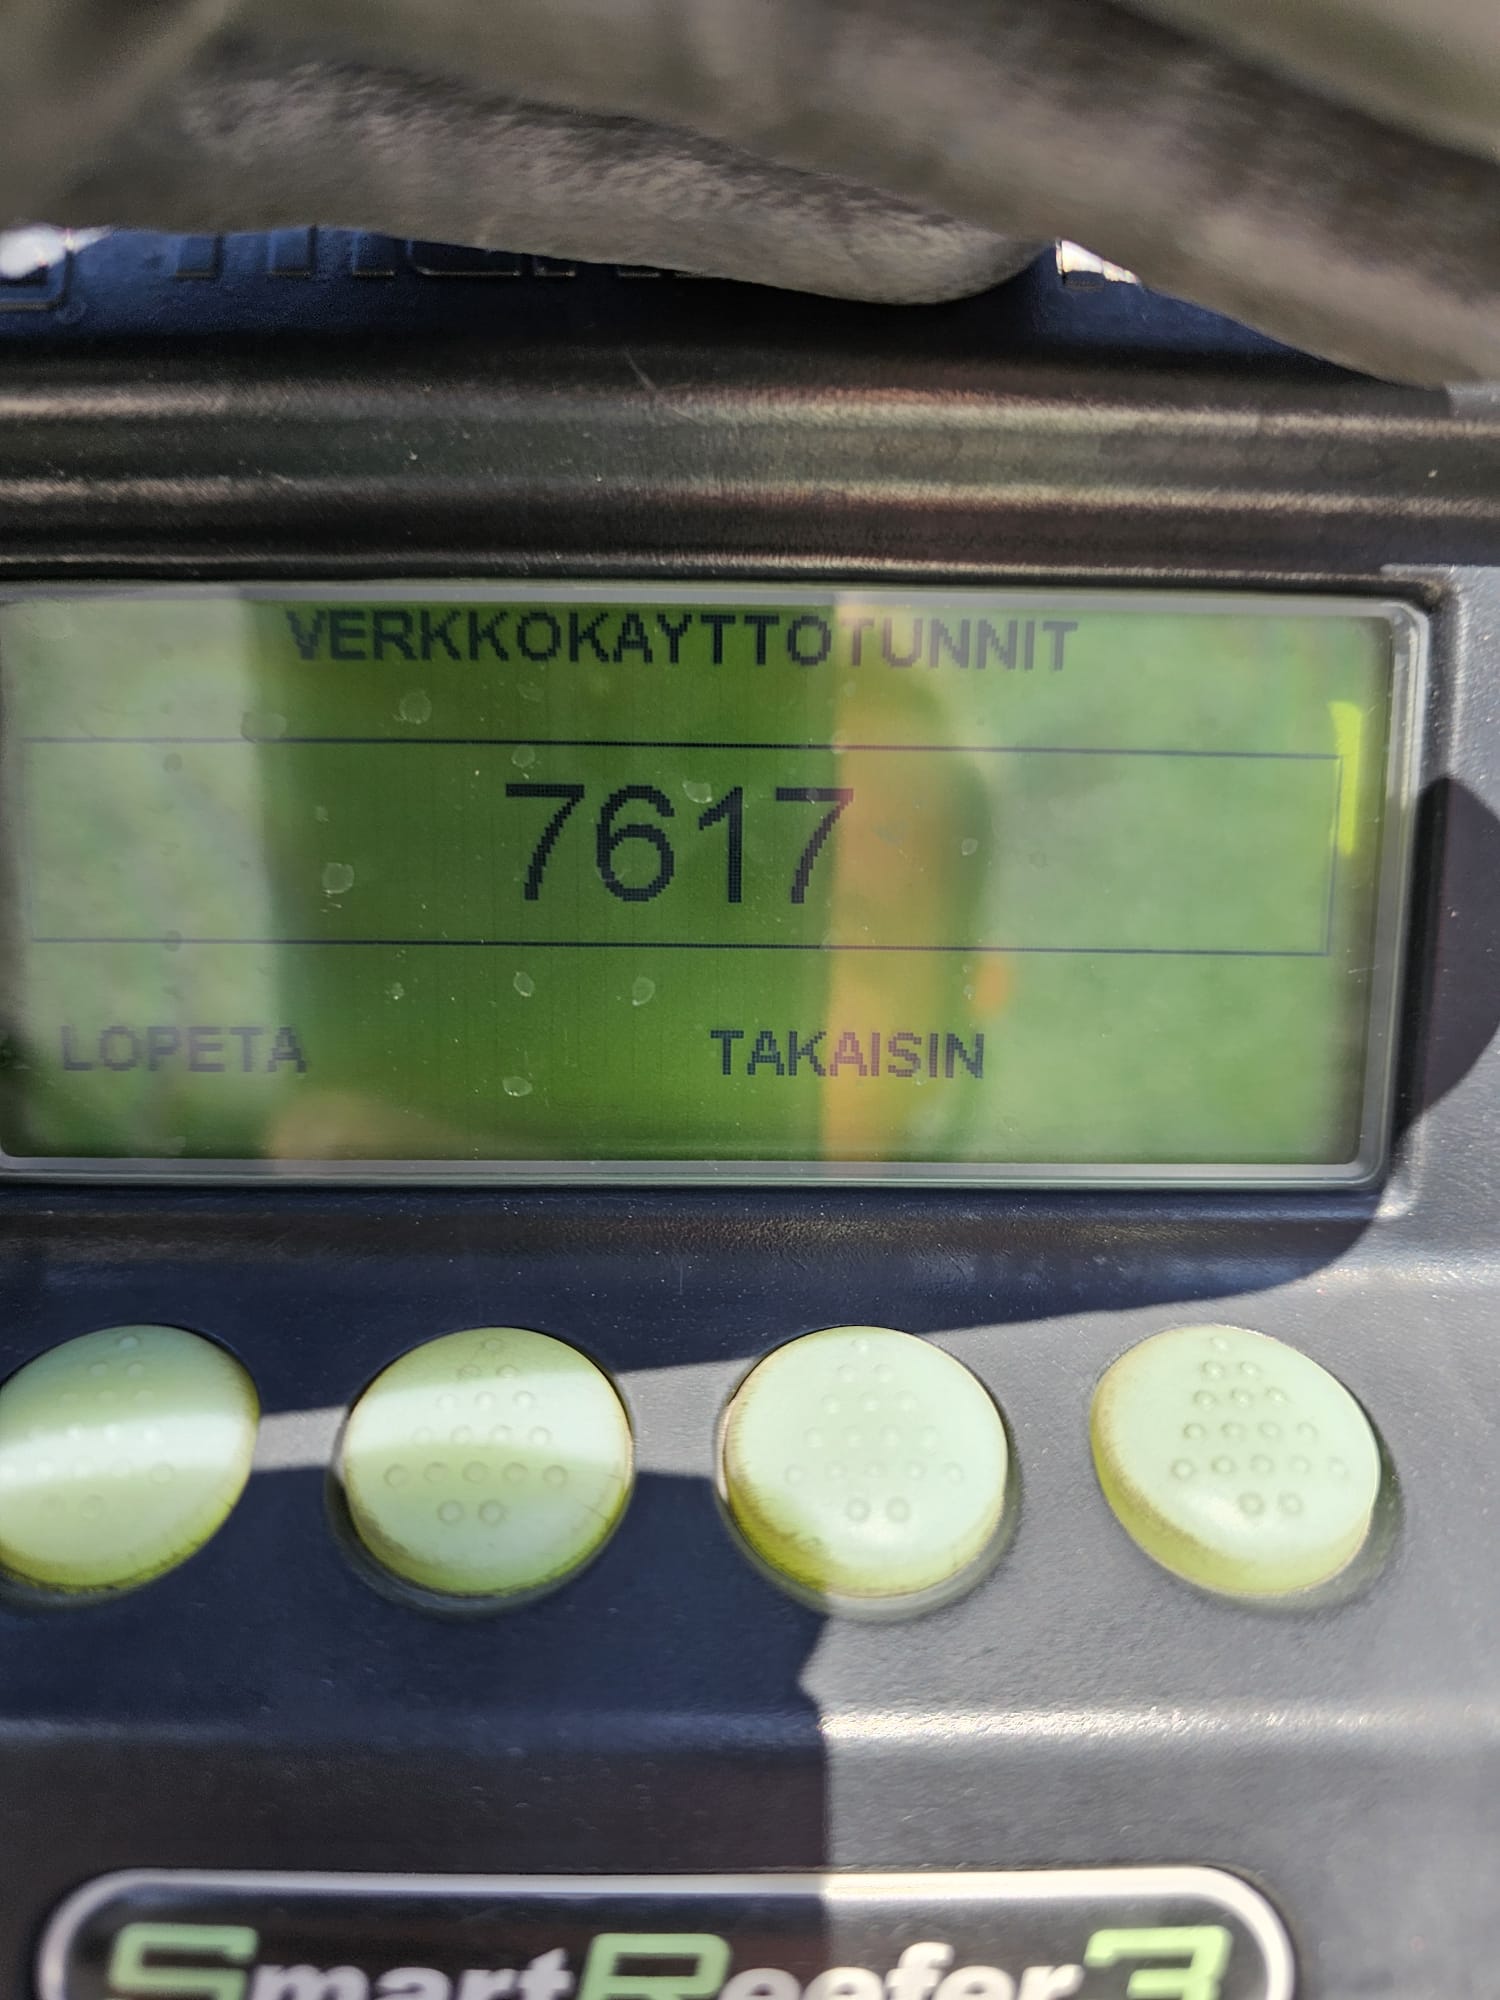 VERKKOKAYTTOTUNNIT
7617
LOPETA TAKAISIN
SmartReefer3